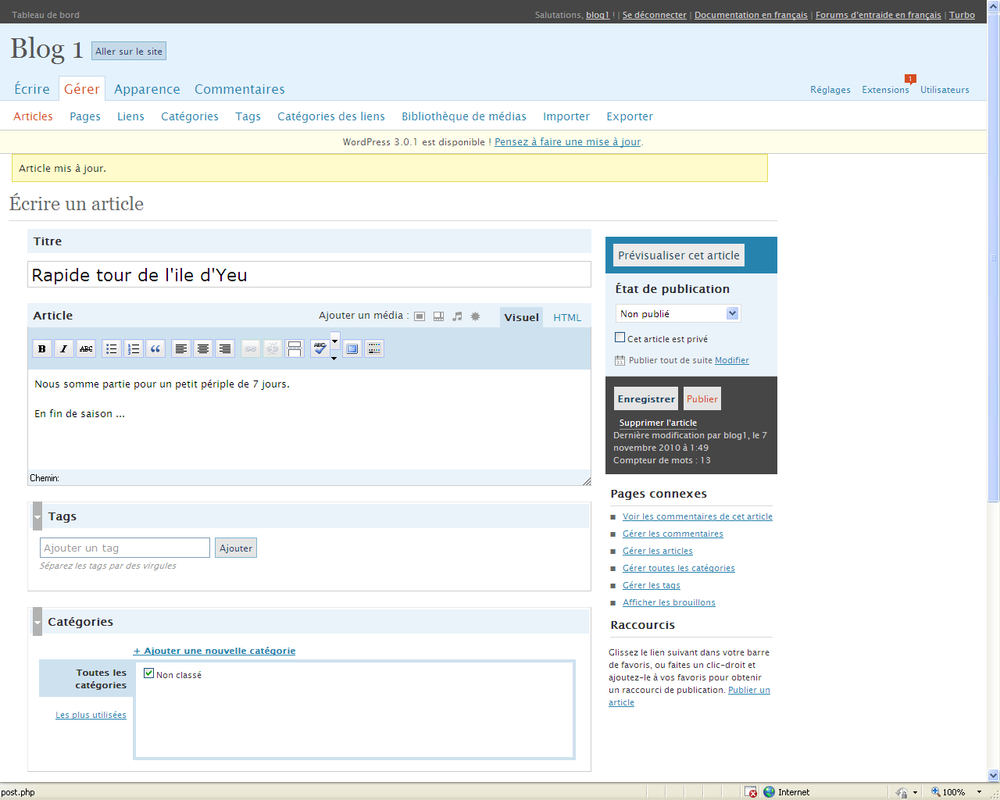 Tableau de bord
Salutations, blog1 ! | Se déconnecter | Documentation en français | Forums d'entraide en français | Turbo
Blog 1 Aller sur le site
Écrire Gérer Apparence Commentaires
Réglages Extensions 1 Utilisateurs
Articles Pages Liens Catégories Tags Catégories des liens Bibliothèque de médias Importer Exporter
WordPress 3.0.1 est disponible ! Pensez à faire une mise à jour.
Article mis à jour.
Écrire un article
Titre
Rapide tour de l'ile d'Yeu
Article
Ajouter un média :
Visuel HTML
B I ABC
ABC
Nous somme partie pour un petit périple de 7 jours.
En fin de saison ...
Chemin:
Tags
Ajouter un tag Ajouter
Séparez les tags par des virgules
Catégories
+ Ajouter une nouvelle catégorie
Toutes les
catégories
Non classé
Les plus utilisées
Prévisualiser cet article
État de publication
Non publié
Cet article est privé
Publier tout de suite Modifier
Enregistrer Publier
Supprimer l'article
Dernière modification par blog1, le 7
novembre 2010 à 1:49
Compteur de mots : 13
Pages connexes
Voir les commentaires de cet article
Gérer les commentaires
Gérer les articles
Gérer toutes les catégories
Gérer les tags
Afficher les brouillons
Raccourcis
Glissez le lien suivant dans votre barre
de favoris, ou faites un clic-droit et
ajoutez-le à vos favoris pour obtenir
un raccourci de publication. Publier un
article
post.php
Internet
100%